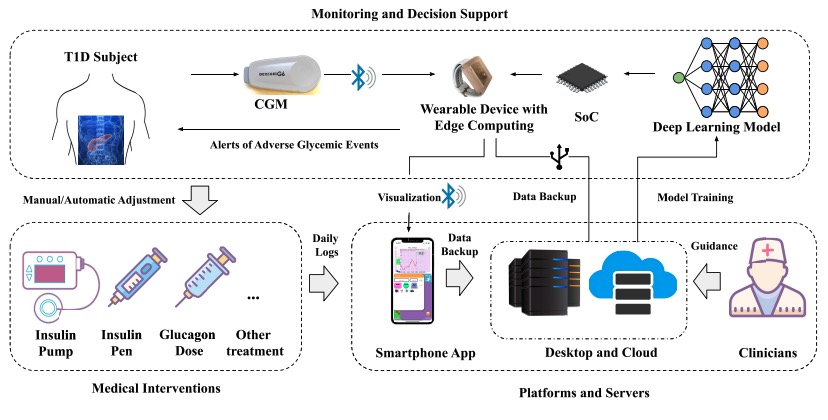 Monitoring and Decision Support
T1D Subject
dexcom G6
CGM
Wearable Device with
Edge Computing
SoC
Deep Learning Model
Alerts of Adverse Glycemic Events
Manual/Automatic Adjustment
Visualization
Data Backup
Model Training
Daily
Logs
Data
Backup
Guidance
Insulin
Pump
Insulin
Pen
Glucagon
Dose
...
Other
treatment
Smartphone App
Desktop and Cloud
Clinicians
Medical Interventions
Platforms and Servers